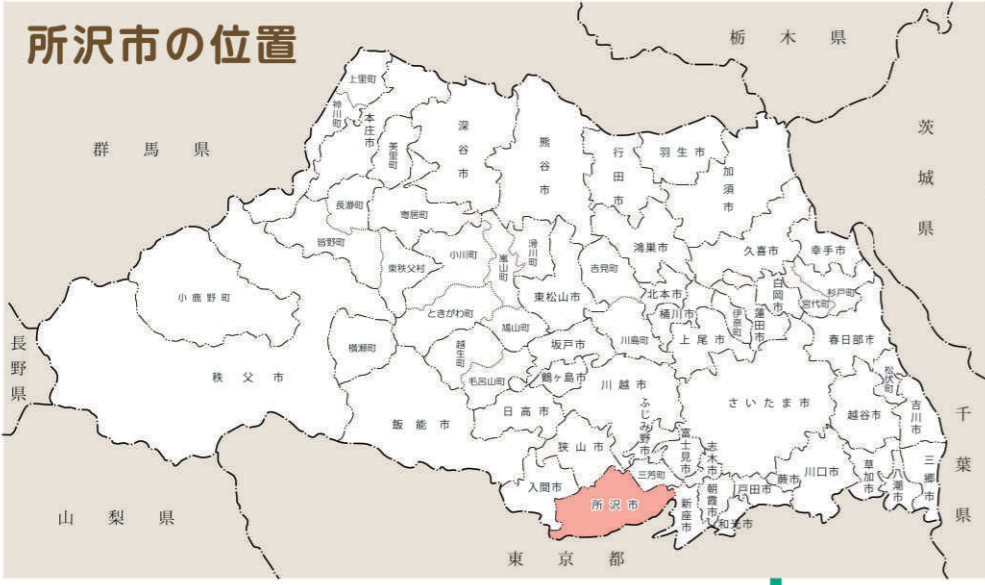 所沢市の位置
栃木県
群馬県
茨城県
長野県
山梨県
東京都
千葉県
上里町
神川町
本庄市
美里町
深谷市
熊谷市
行田市
羽生市
加須市
長瀞町
寄居町
皆野町
小川町
嵐山町
滑川町
吉見町
鴻巣市
久喜市
幸手市
東秩父村
小鹿野町
東松山市
北本市
桶川市
伊奈町
蓮田市
白岡市
宮代町
杉戸町
ときがわ町
鳩山町
横瀬町
越生町
坂戸市
川島町
上尾市
春日部市
松伏町
秩父市
毛呂山町
鶴ヶ島市
川越市
さいたま市
越谷市
吉川市
飯能市
日高市
ふじみ野市
富士見市
志木市
狭山市
三芳町
入間市
所沢市
新座市
朝霞市
和光市
戸田市
蕨市
川口市
草加市
八潮市
三郷市